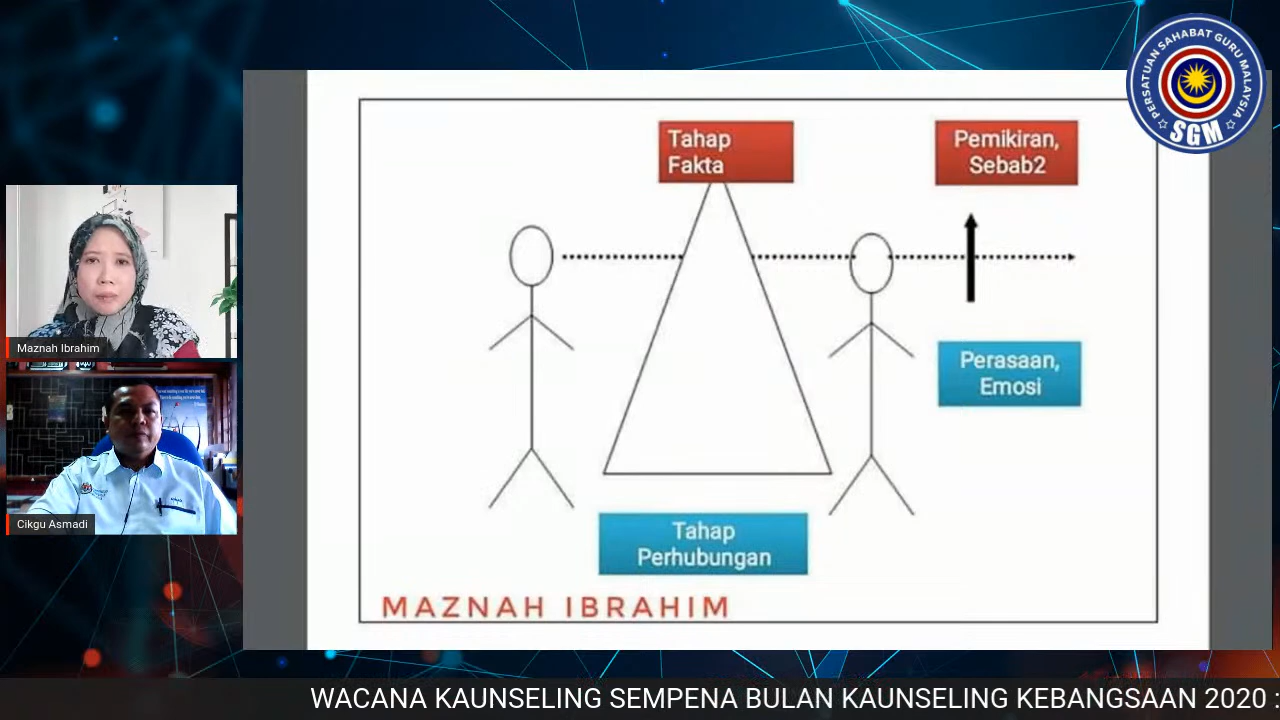 PERSATUAN SAHABAT GURU MALAYSIA
SGM
Tahap
Fakta
Pemikiran,
Sebab2
Perasaan,
Emosi
Tahap
Perhubungan
MAZNAH IBRAHIM
Maznah Ibrahim
Cikgu Asmadi
WACANA KAUNSELING SEMPENA BULAN KAUNSELING KEBANGSAAN 2020 :